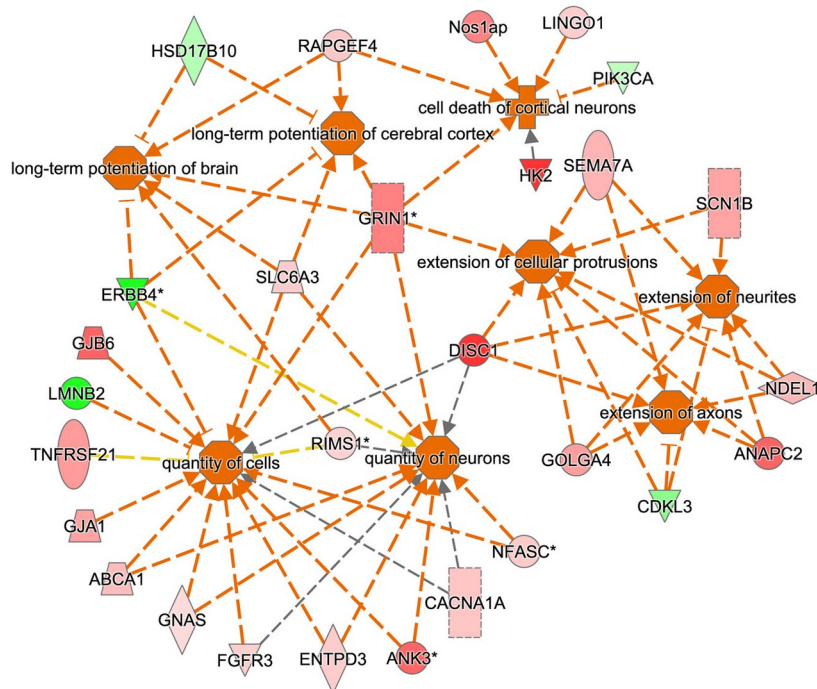 Nos1ap
LINGO1
HSD17B10
RAPGEF4
PIK3CA
cell death of cortical neurons
long-term potentiation of cerebral cortex
long-term potentiation of brain
HK2
SEMA7A
SCN1B
GRIN1*
SLC6A3
extension of cellular protrusions
ERBB4*
extension of neurites
GJB6
DISC1
LMNB2
NDEL1
extension of axons
TNFRSF21
RIMS1*
quantity of cells
quantity of neurons
GOLGA4
ANAPC2
CDKL3
GJA1
NFASC*
ABCA1
CACNA1A
GNAS
FGFR3
ENTPD3
ANK3*